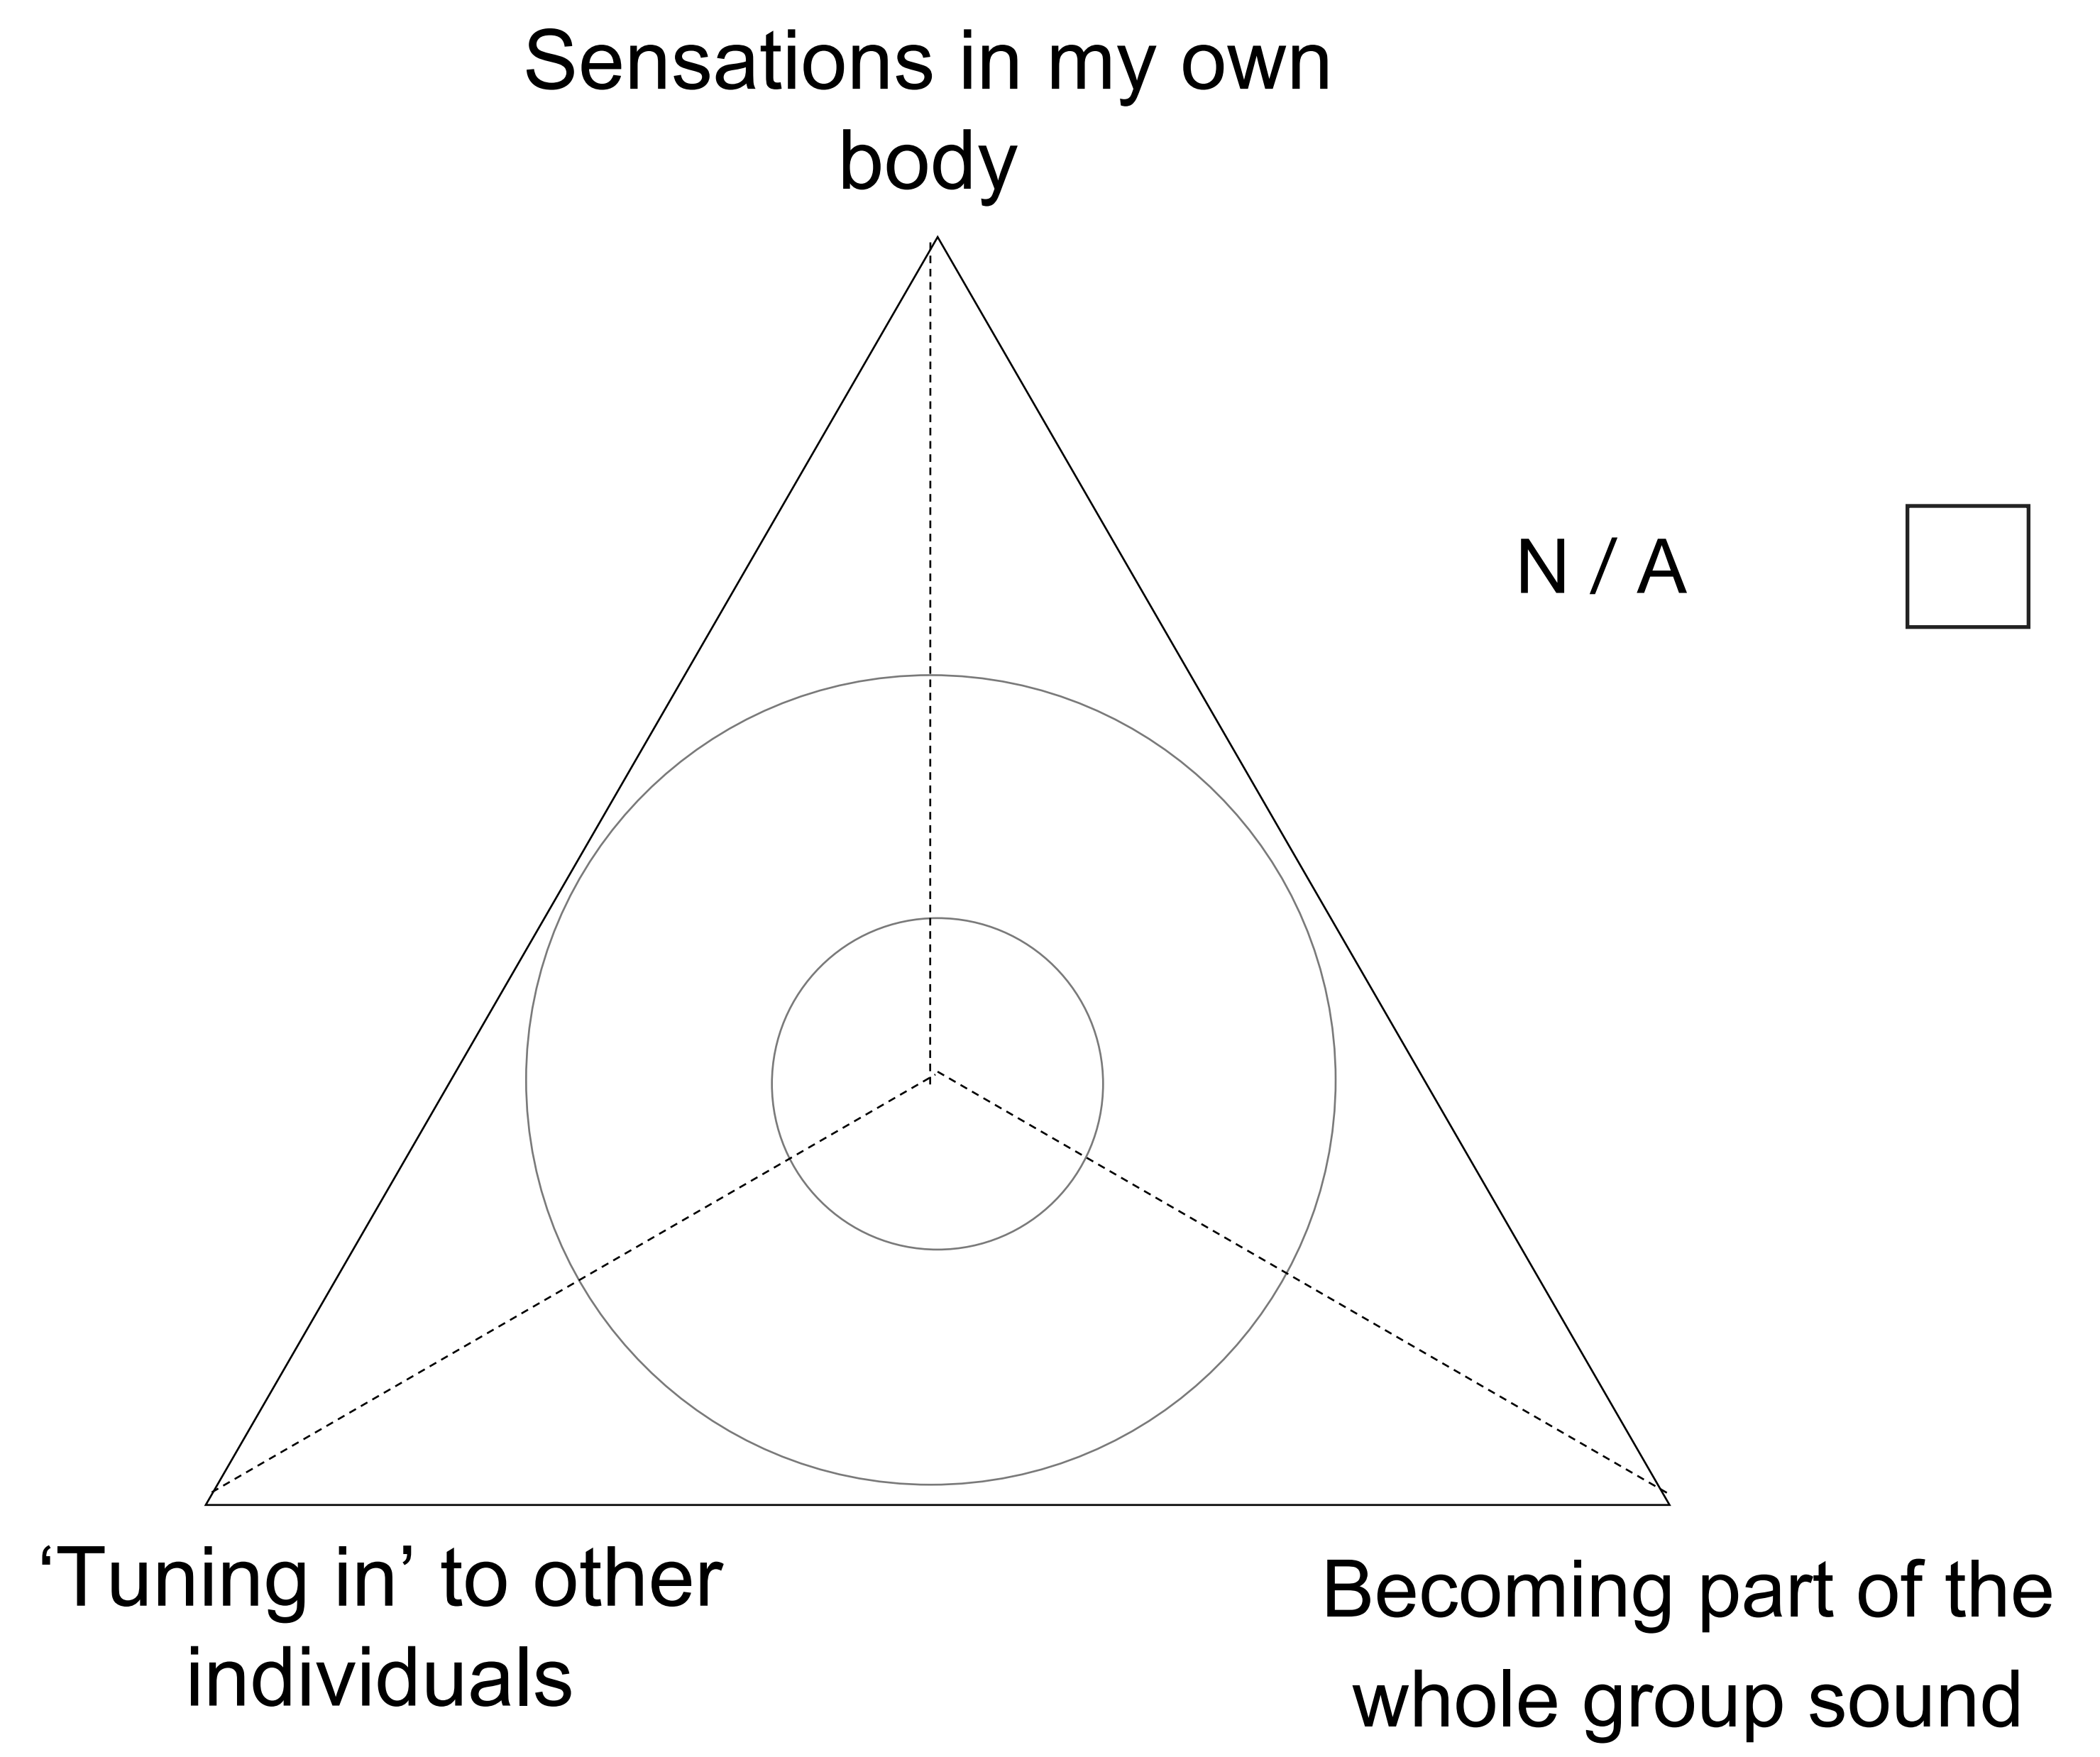 Sensations in my own
body
N / A
‘Tuning in’ to other
individuals
Becoming part of the
whole group sound